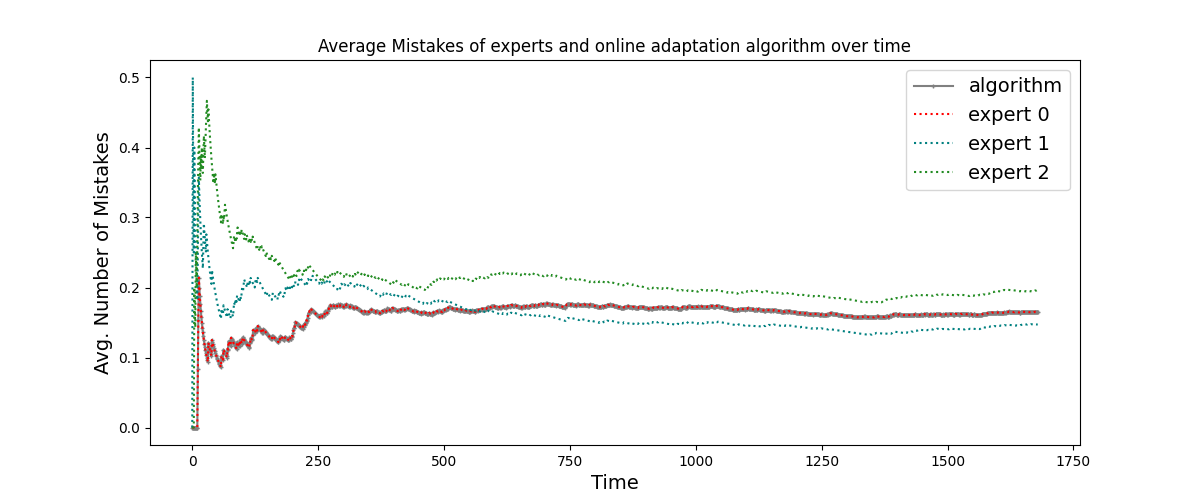 Average Mistakes of experts and online adaptation algorithm over time
Avg. Number of Mistakes
0.5
0.4
0.3
0.2
0.1
0.0
algorithm
expert 0
expert 1
expert 2
0 250 500 750 1000 1250 1500 1750
Time